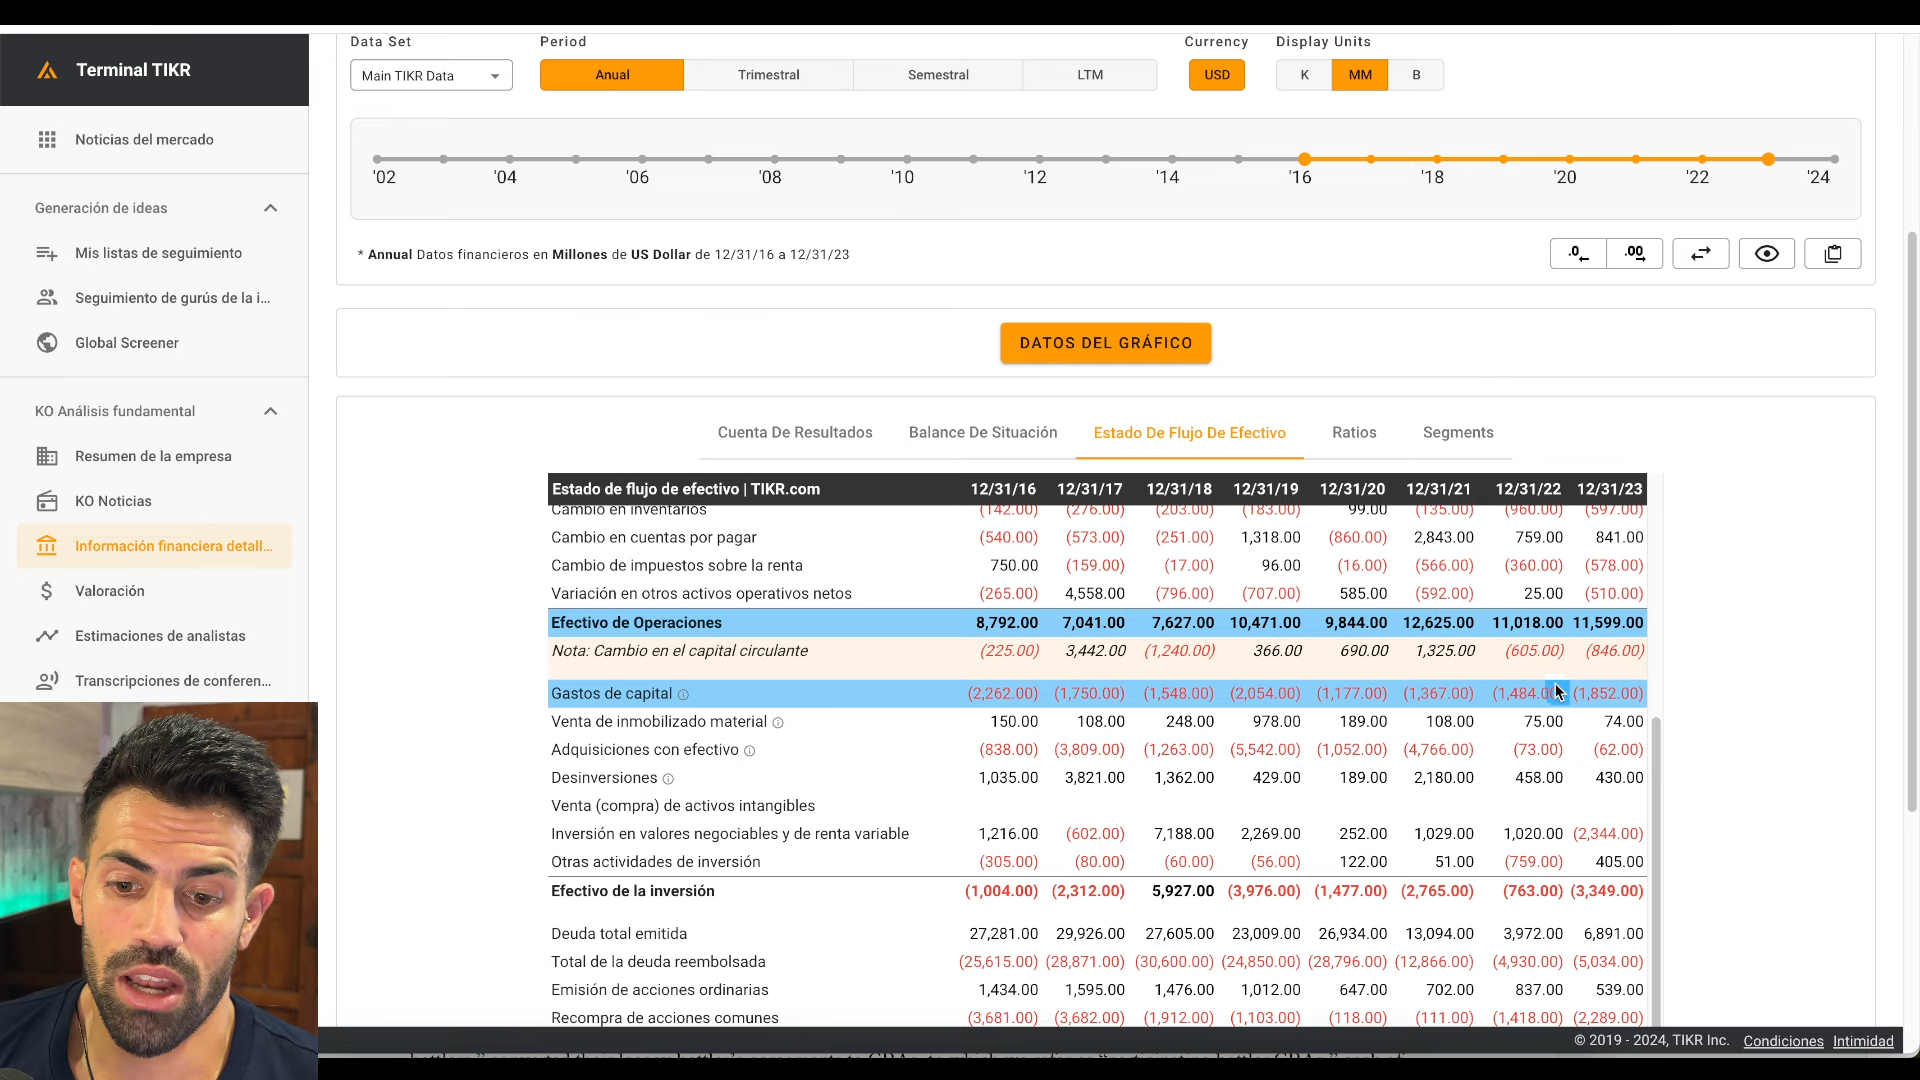 Terminal TIKR
Noticias del mercado
Generación de ideas
Mis listas de seguimiento
Seguimiento de gurús de la i...
Global Screener
KO Análisis fundamental
Resumen de la empresa
KO Noticias
Información financiera detall...
Valoración
Estimaciones de analistas
Transcripciones de conferen...
Data Set Period Currency Display Units
Main TIKR Data Anual Trimestral Semestral LTM USD K MM B
'02 '04 '06 '08 '10 '12 '14 '16 '18 '20 '22 '24
* Annual Datos financieros en Millones de US Dollar de 12/31/16 a 12/31/23 .0 .00
DATOS DEL GRÁFICO
Cuenta De Resultados Balance De Situación Estado De Flujo De Efectivo Ratios Segments
Estado de flujo de efectivo | TIKR.com 12/31/16 12/31/17 12/31/18 12/31/19 12/31/20 12/31/21 12/31/22 12/31/23
Cambio en inventarios (142.00) (276.00) (203.00) (183.00) 99.00 (135.00) (960.00) (597.00)
Cambio en cuentas por pagar (540.00) (573.00) (251.00) 1,318.00 (860.00) 2,843.00 759.00 841.00
Cambio de impuestos sobre la renta 750.00 (159.00) (17.00) 96.00 (16.00) (566.00) (360.00) (578.00)
Variación en otros activos operativos netos (265.00) 4,558.00 (796.00) (707.00) 585.00 (592.00) 25.00 (510.00)
Efectivo de Operaciones 8,792.00 7,041.00 7,627.00 10,471.00 9,844.00 12,625.00 11,018.00 11,599.00
Nota: Cambio en el capital circulante (225.00) 3,442.00 (1,240.00) 366.00 690.00 1,325.00 (605.00) (846.00)
Gastos de capital (2,262.00) (1,750.00) (1,548.00) (2,054.00) (1,177.00) (1,367.00) (1,484.0 (1,852.00)
Venta de inmobilizado material 150.00 108.00 248.00 978.00 189.00 108.00 75.00 74.00
Adquisiciones con efectivo (838.00) (3,809.00) (1,263.00) (5,542.00) (1,052.00) (4,766.00) (73.00) (62.00)
Desinversiones 1,035.00 3,821.00 1,362.00 429.00 189.00 2,180.00 458.00 430.00
Venta (compra) de activos intangibles
Inversión en valores negociables y de renta variable 1,216.00 (602.00) 7,188.00 2,269.00 252.00 1,029.00 1,020.00 (2,344.00)
Otras actividades de inversión (305.00) (80.00) (60.00) (56.00) 122.00 51.00 (759.00) 405.00
Efectivo de la inversión (1,004.00) (2,312.00) 5,927.00 (3,976.00) (1,477.00) (2,765.00) (763.00) (3,349.00)
Deuda total emitida 27,281.00 29,926.00 27,605.00 23,009.00 26,934.00 13,094.00 3,972.00 6,891.00
Total de la deuda reembolsada (25,615.00) (28,871.00) (30,600.00) (24,850.00) (28,796.00) (12,866.00) (4,930.00) (5,034.00)
Emisión de acciones ordinarias 1,434.00 1,595.00 1,476.00 1,012.00 647.00 702.00 837.00 539.00
Recompra de acciones comunes (3,681.00) (3,682.00) (1,912.00) (1,103.00) (118.00) (111.00) (1,418.00) (2,289.00)
© 2019 - 2024, TIKR Inc. Condiciones Intimidad